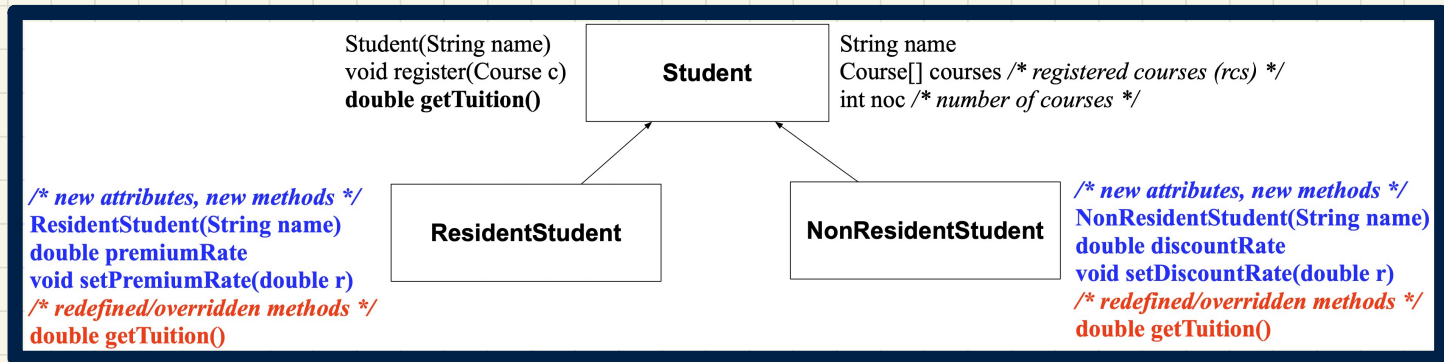 Student(String name)
void register(Course c)
double getTuition()
Student
String name
Course[] courses /* registered courses (rcs) */
int noc /* number of courses */
/* new attributes, new methods */
ResidentStudent(String name)
double premiumRate
void setPremiumRate(double r)
/* redefined/overridden methods */
double getTuition()
ResidentStudent
NonResidentStudent
/* new attributes, new methods */
NonResidentStudent(String name)
double discountRate
void setDiscountRate(double r)
/* redefined/overridden methods */
double getTuition()